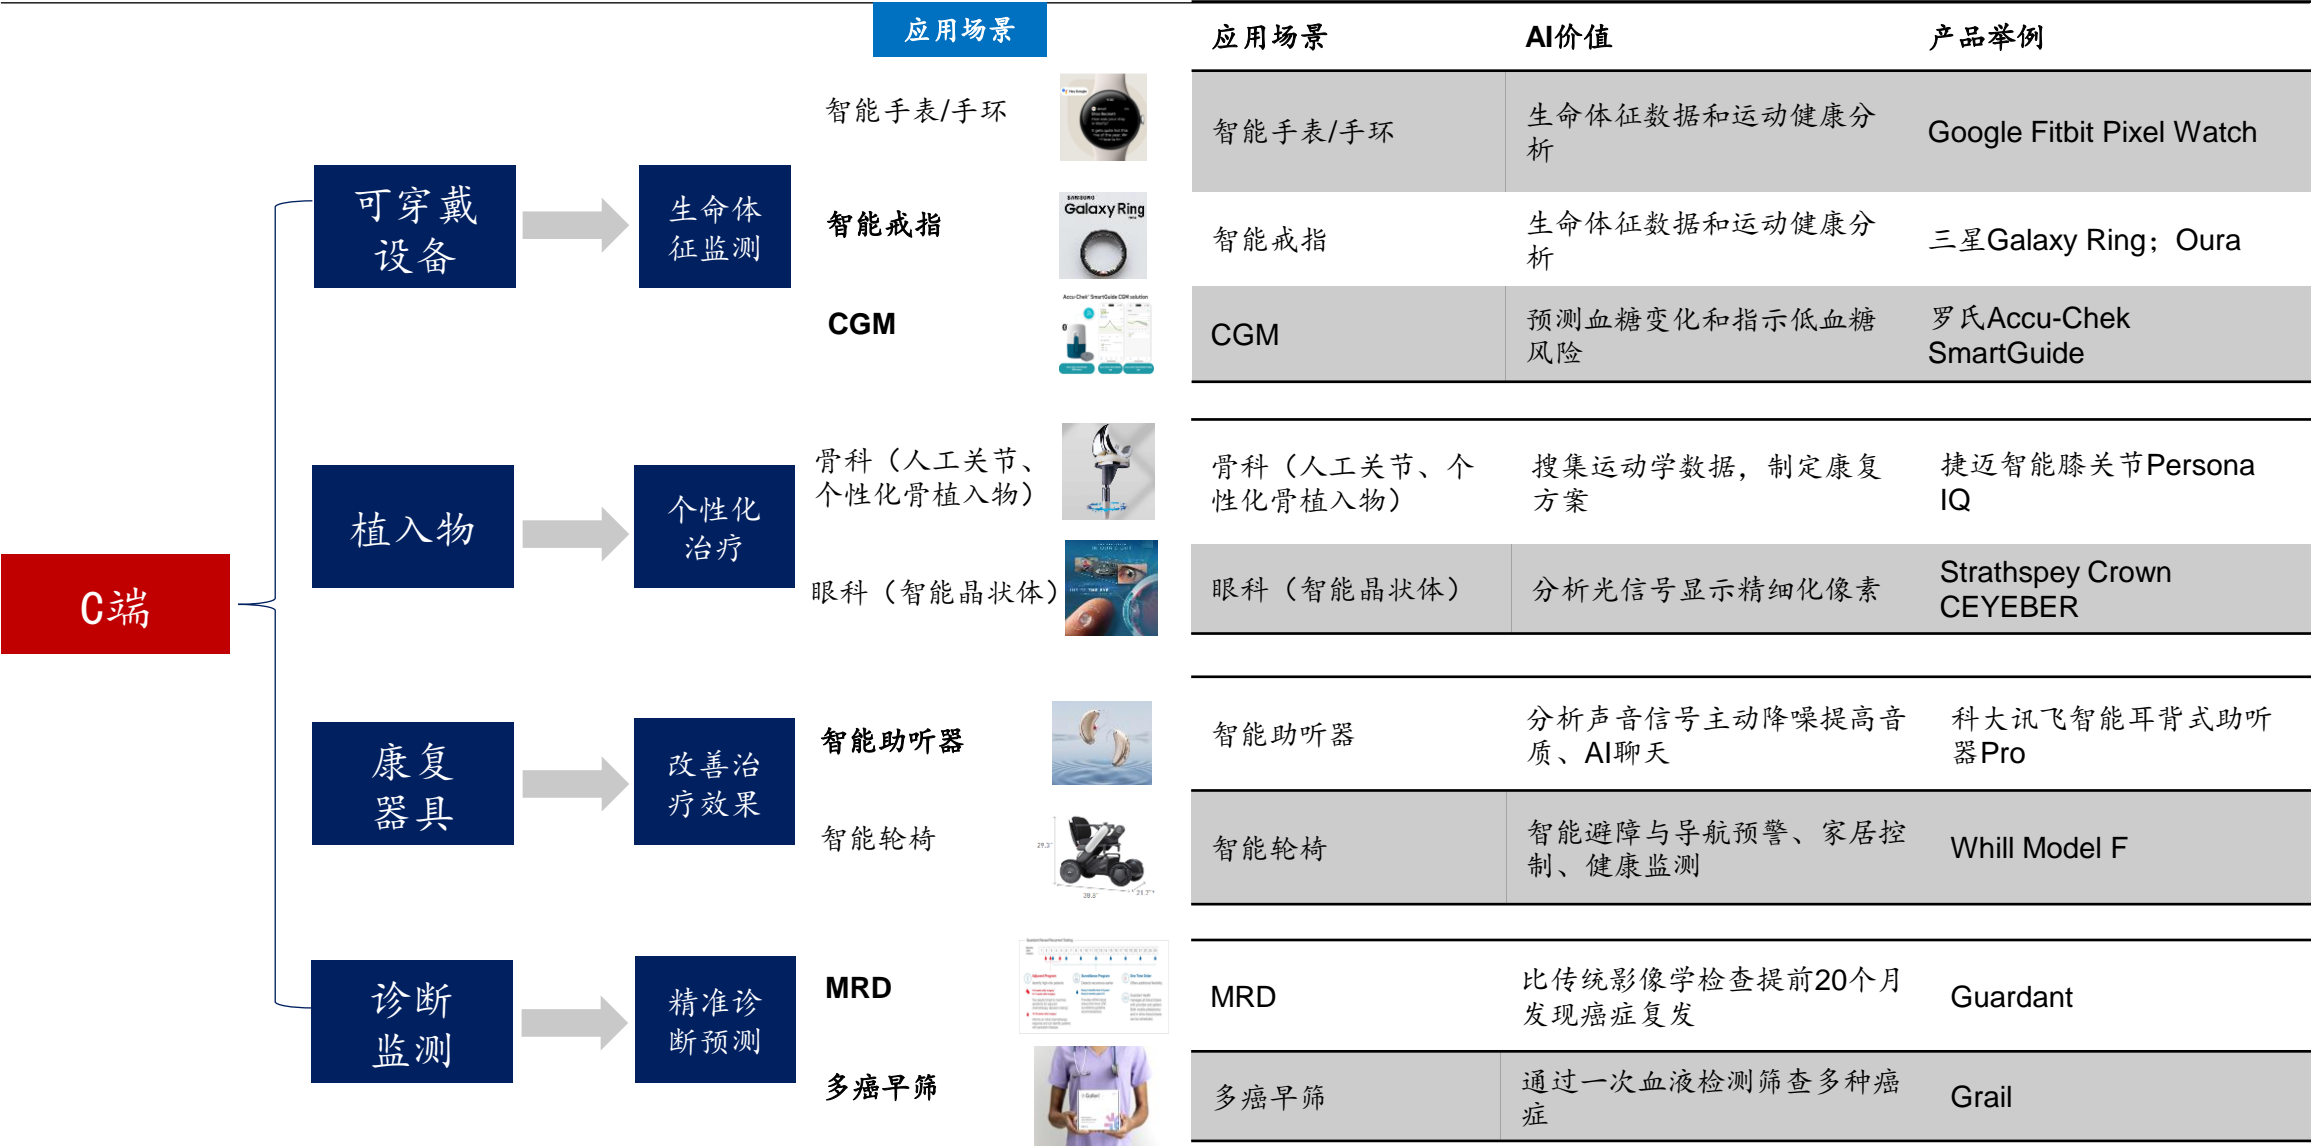 应用场景
应用场景
AI价值
产品举例
C端
可穿戴
设备
生命体
征监测
智能手表/手环
智能戒指
SAMSUNG
Galaxy Ring
CGM
Accu-Chek SmartGuide CGM solution
智能手表/手环
生命体征数据和运动健康分
析
Google Fitbit Pixel Watch
智能戒指
生命体征数据和运动健康分
析
三星Galaxy Ring；Oura
CGM
预测血糖变化和指示低血糖
风险
罗氏Accu-Chek
SmartGuide
植入物
个性化
治疗
骨科（人工关节、
个性化骨植入物）
眼科（智能晶状体）
骨科（人工关节、个
性化骨植入物）
搜集运动学数据，制定康复
方案
捷迈智能膝关节Persona
IQ
眼科（智能晶状体）
分析光信号显示精细化像素
Strathspey Crown
CEYEBER
康复
器具
改善治
疗效果
智能助听器
智能轮椅
29.3"
智能助听器
分析声音信号主动降噪提高音
质、AI聊天
科大讯飞智能耳背式助听
器Pro
智能轮椅
智能避障与导航预警、家居控
制、健康监测
Whill Model F
诊断
监测
精准诊
断预测
MRD
多癌早筛
Galleri
MRD
比传统影像学检查提前20个月
发现癌症复发
Guardant
多癌早筛
通过一次血液检测筛查多种癌
症
Grail